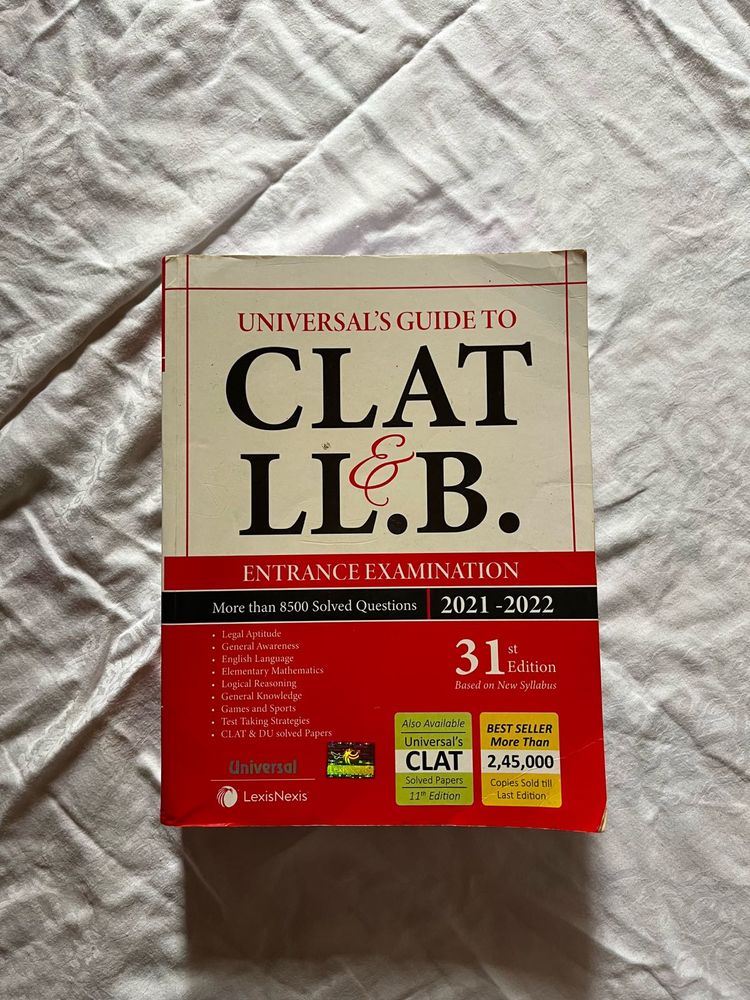 UNIVERSAL'S GUIDE TO
CLAT
&
LL.B.
ENTRANCE EXAMINATION
More than 8500 Solved Questions
2021 -2022
• Legal Aptitude
• General Awareness
• English Language
• Elementary Mathematics
• Logical Reasoning
• General Knowledge
• Games and Sports
• Test Taking Strategies
• CLAT & DU solved Papers
31st Edition
Based on New Syllabus
Universal
LexisNexis
Also Available
Universal's
CLAT
Solved Papers
11th Edition
BEST SELLER
More Than
2,45,000
Copies Sold till
Last Edition